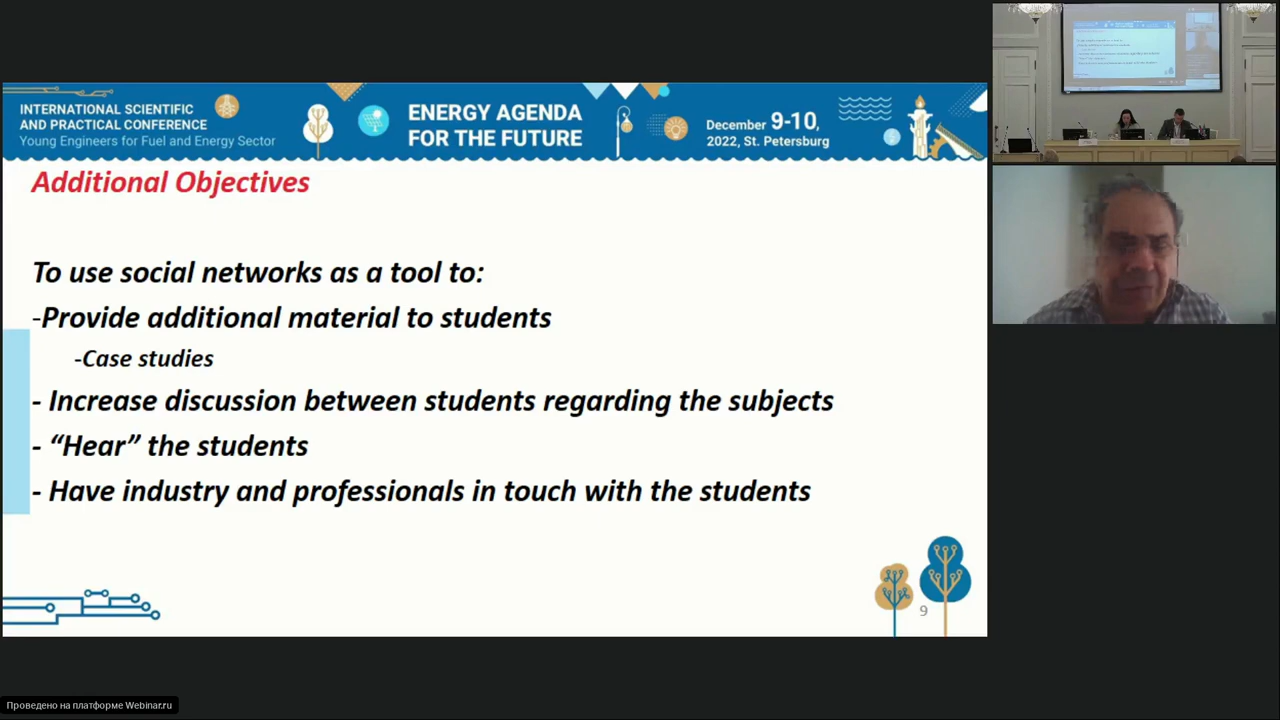 INTERNATIONAL SCIENTIFIC
AND PRACTICAL CONFERENCE
Young Engineers for Fuel and Energy Sector
ENERGY AGENDA
FOR THE FUTURE
December 9-10,
2022, St. Petersburg
Additional Objectives
To use social networks as a tool to:
-Provide additional material to students
-Case studies
- Increase discussion between students regarding the subjects
- “Hear” the students
- Have industry and professionals in touch with the students
9
Проведено на платформе Webinar.ru